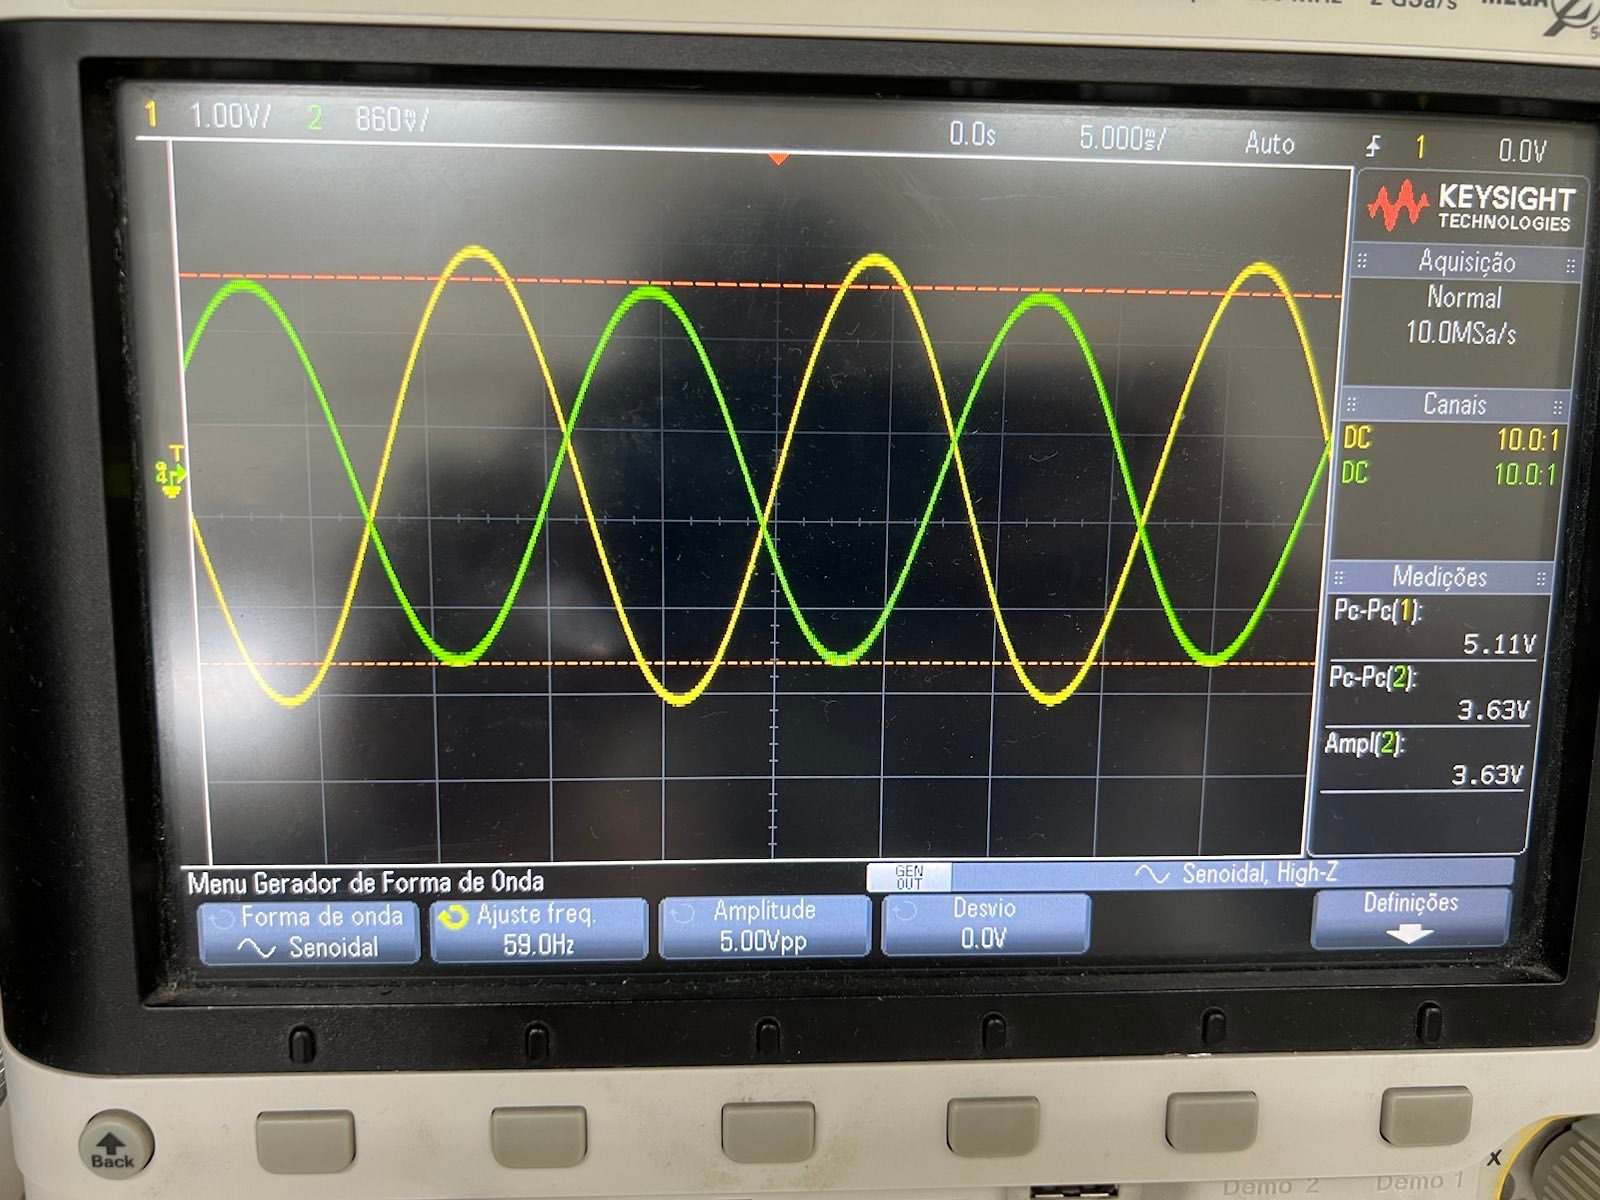 2 GSa/s MEGA
1 1.00V/ 2 860mV/ 0.0s 5.000ms/ Auto 1 0.0V
KEYSIGHT
TECHNOLOGIES
Aquisição
Normal
10.0MSa/s
Canais
DC 10.0:1
DC 10.0:1
Medições
Pc-Pc(1):
5.11V
Pc-Pc(2):
3.63V
Ampl(2):
3.63V
T
Menu Gerador de Forma de Onda
GEN
OUT
Senoidal, High-Z
Forma de onda
Senoidal
Ajuste freq.
59.0Hz
Amplitude
5.00Vpp
Desvio
0.0V
Definições
Back
X
Demo 2 Demo 1